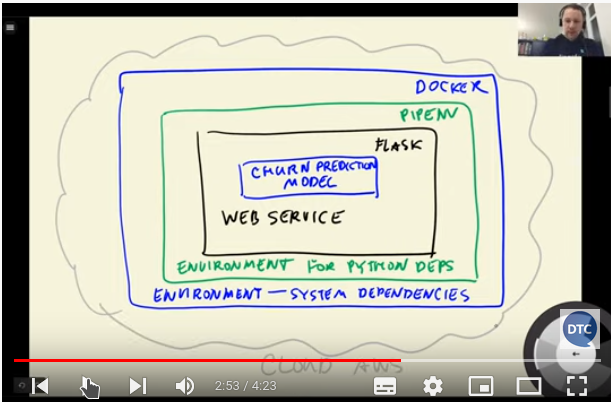 DOCKER
PIPENV
FLASK
CHURN PREDICTION
MODEL
WEB SERVICE
ENVIRONMENT FOR PYTHON DEPS
ENVIRONMENT — SYSTEM DEPENDENCIES
DTC
CLOUD AWS
2:53 / 4:23